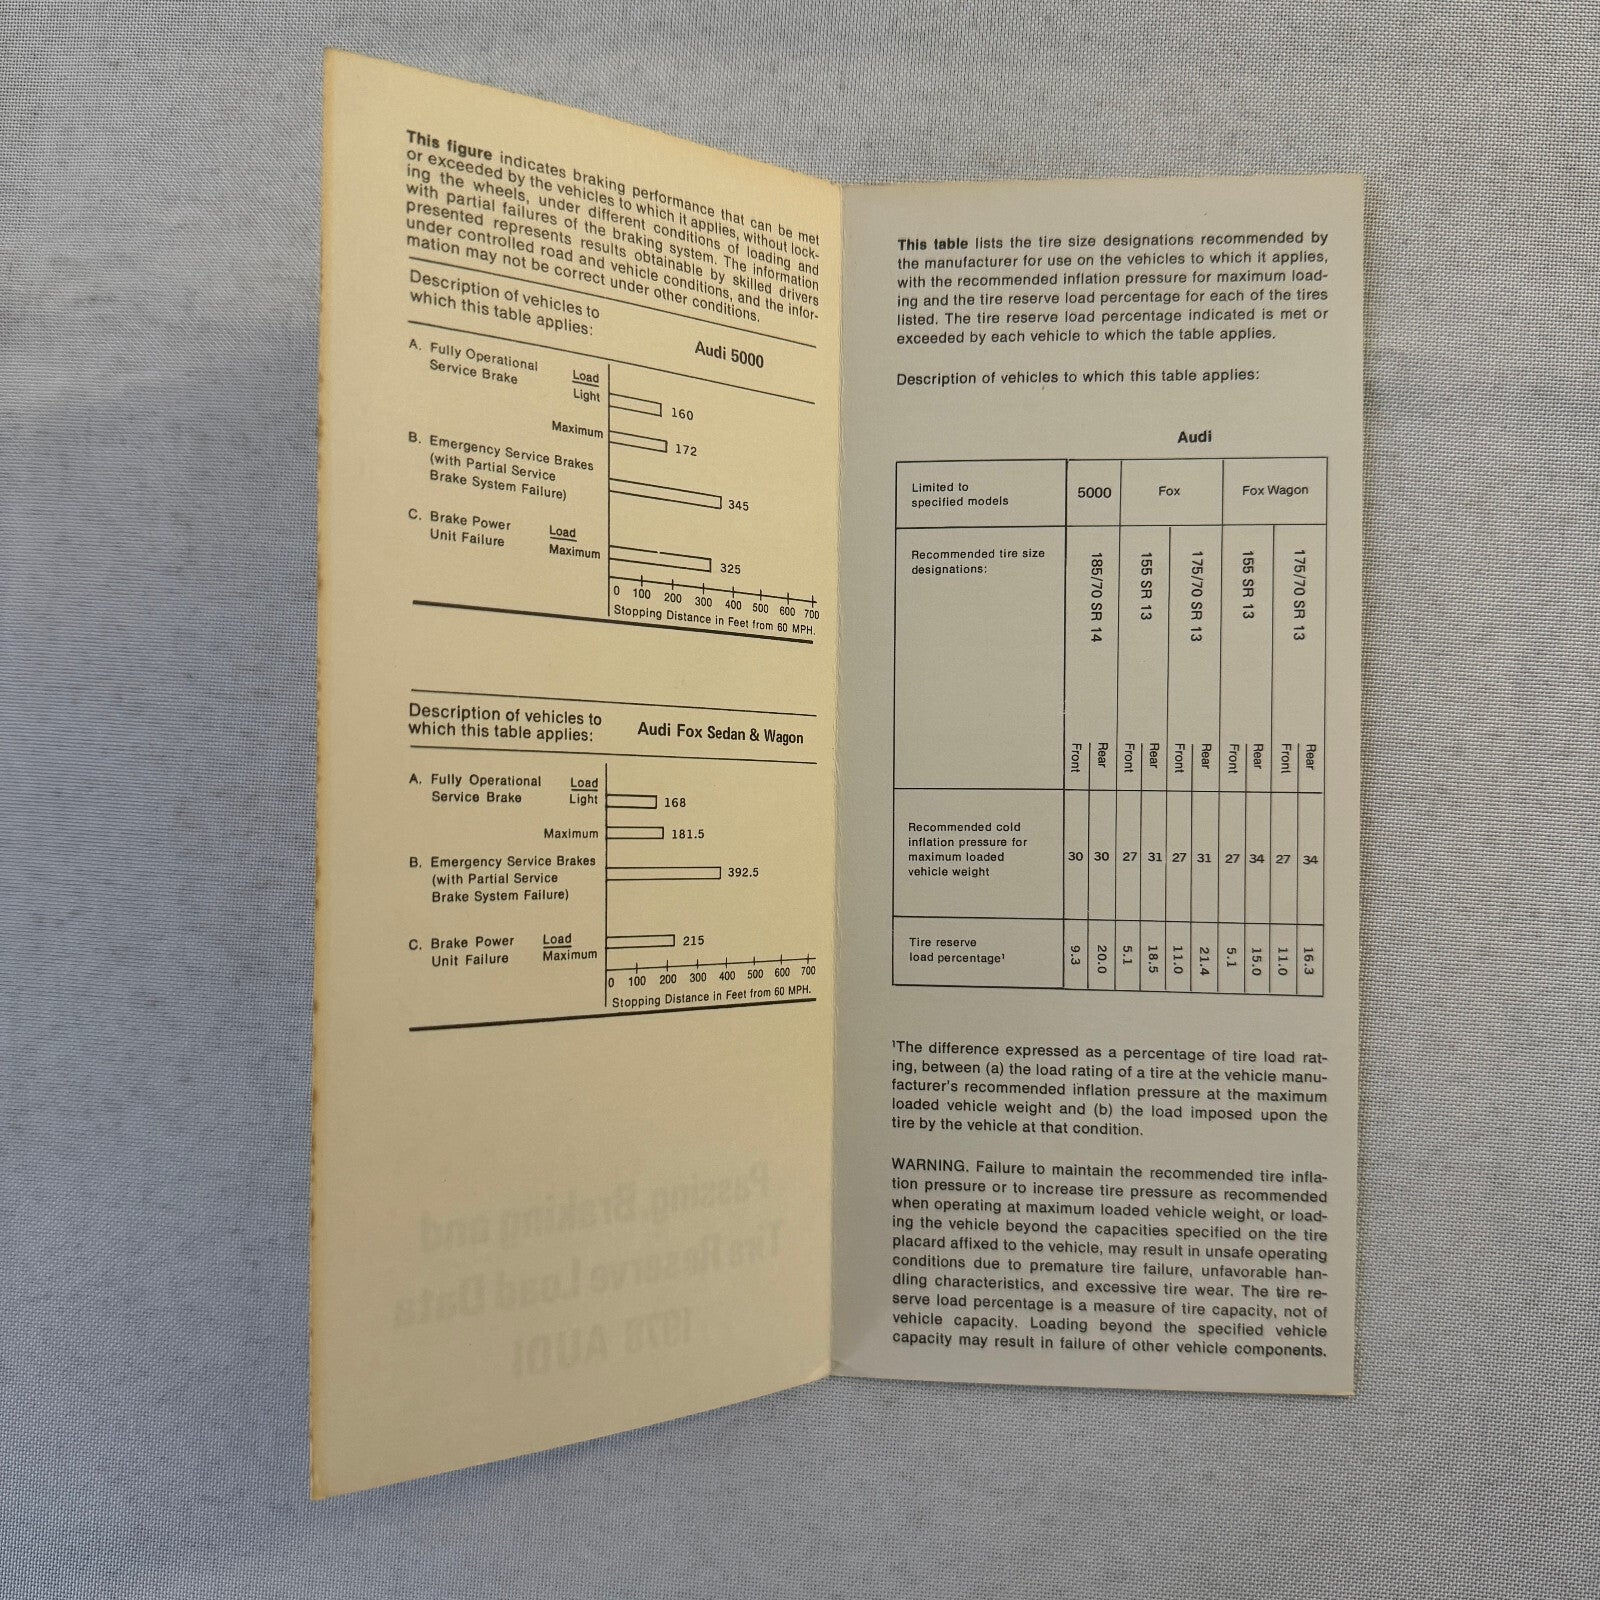 This figure indicates braking performance that can be met
or exceeded by the vehicles to which it applies, without lock-
ing the wheels, under different conditions of loading and
with partial failures of the braking system. The information
presented represents results obtainable by skilled drivers
under controlled road and vehicle conditions, and the infor-
mation may not be correct under other conditions.
Description of vehicles to
which this table applies:
Audi 5000
A. Fully Operational
Service Brake
Load
Light
160
Maximum
172
B. Emergency Service Brakes
(with Partial Service
Brake System Failure)
345
C. Brake Power
Unit Failure
Load
Maximum
325
0 100 200 300 400 500 600 700
Stopping Distance in Feet from 60 MPH.
Description of vehicles to
which this table applies:
Audi Fox Sedan & Wagon
A. Fully Operational
Service Brake
Load
Light
168
Maximum
181.5
B. Emergency Service Brakes
(with Partial Service
Brake System Failure)
392.5
C. Brake Power
Unit Failure
Load
Maximum
215
0 100 200 300 400 500 600 700
Stopping Distance in Feet from 60 MPH.
Passing, Braking and
Tire Reserve Load Data
1978 AUDI
This table lists the tire size designations recommended by
the manufacturer for use on the vehicles to which it applies,
with the recommended inflation pressure for maximum load-
ing and the tire reserve load percentage for each of the tires
listed. The tire reserve load percentage indicated is met or
exceeded by each vehicle to which the table applies.
Description of vehicles to which this table applies:
Audi
Limited to
specified models
5000 Fox Fox Wagon
Recommended tire size
designations:
185/70 SR 14 155 SR 13 175/70 SR 13 155 SR 13 175/70 SR 13
Front Rear Front Rear Front Rear Front Rear Front Rear
Recommended cold
inflation pressure for
maximum loaded
vehicle weight
30 30 27 31 27 31 27 34 27 34
Tire reserve
load percentage¹
9.3 20.0 5.1 18.5 11.0 21.4 5.1 15.0 11.0 16.3
¹The difference expressed as a percentage of tire load rat-
ing, between (a) the load rating of a tire at the vehicle manu-
facturer's recommended inflation pressure at the maximum
loaded vehicle weight and (b) the load imposed upon the
tire by the vehicle at that condition.
WARNING. Failure to maintain the recommended tire infla-
tion pressure or to increase tire pressure as recommended
when operating at maximum loaded vehicle weight, or load-
ing the vehicle beyond the capacities specified on the tire
placard affixed to the vehicle, may result in unsafe operating
conditions due to premature tire failure, unfavorable han-
dling characteristics, and excessive tire wear. The tire re-
serve load percentage is a measure of tire capacity, not of
vehicle capacity. Loading beyond the specified vehicle
capacity may result in failure of other vehicle components.